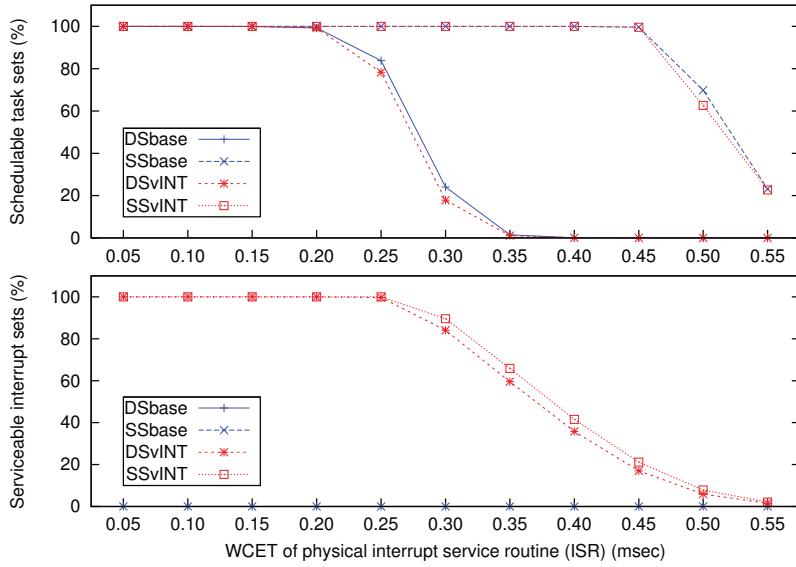 Schedulable task sets (%)
100
80
60
40
20
0
DSbase
SSbase
DSvINT
SSvINT
0.05 0.10 0.15 0.20 0.25 0.30 0.35 0.40 0.45 0.50 0.55
Serviceable interrupt sets (%)
100
80
60
40
20
0
DSbase
SSbase
DSvINT
SSvINT
0.05 0.10 0.15 0.20 0.25 0.30 0.35 0.40 0.45 0.50 0.55
WCET of physical interrupt service routine (ISR) (msec)